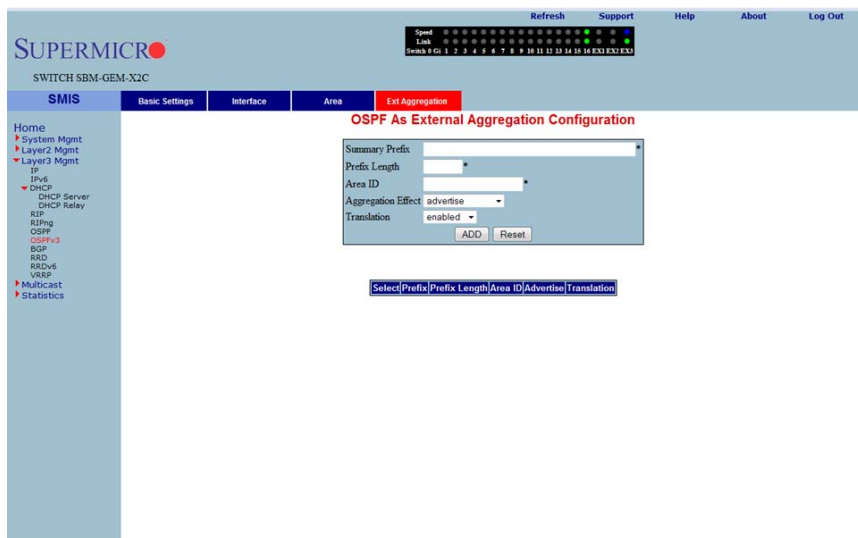 Refresh Support Help About Log Out
SUPERMICRO
Speed
Link
Switch 0 Gi 1 2 3 4 5 6 7 8 9 10 11 12 13 14 15 16 EX1 EX2 EX3
SWITCH SBM-GEM-X2C
SMIS
Basic Settings Interface Area Ext Aggregation
Home
System Mgmt
Layer2 Mgmt
Layer3 Mgmt
IP
IPv6
DHCP
DHCP Server
DHCP Relay
RIP
RIPng
OSPF
OSPFv3
BGP
RRD
RRDv6
VRRP
Multicast
Statistics
OSPF As External Aggregation Configuration
Summary Prefix *
Prefix Length *
Area ID *
Aggregation Effect advertise
Translation enabled
ADD Reset
Select Prefix Prefix Length Area ID Advertise Translation